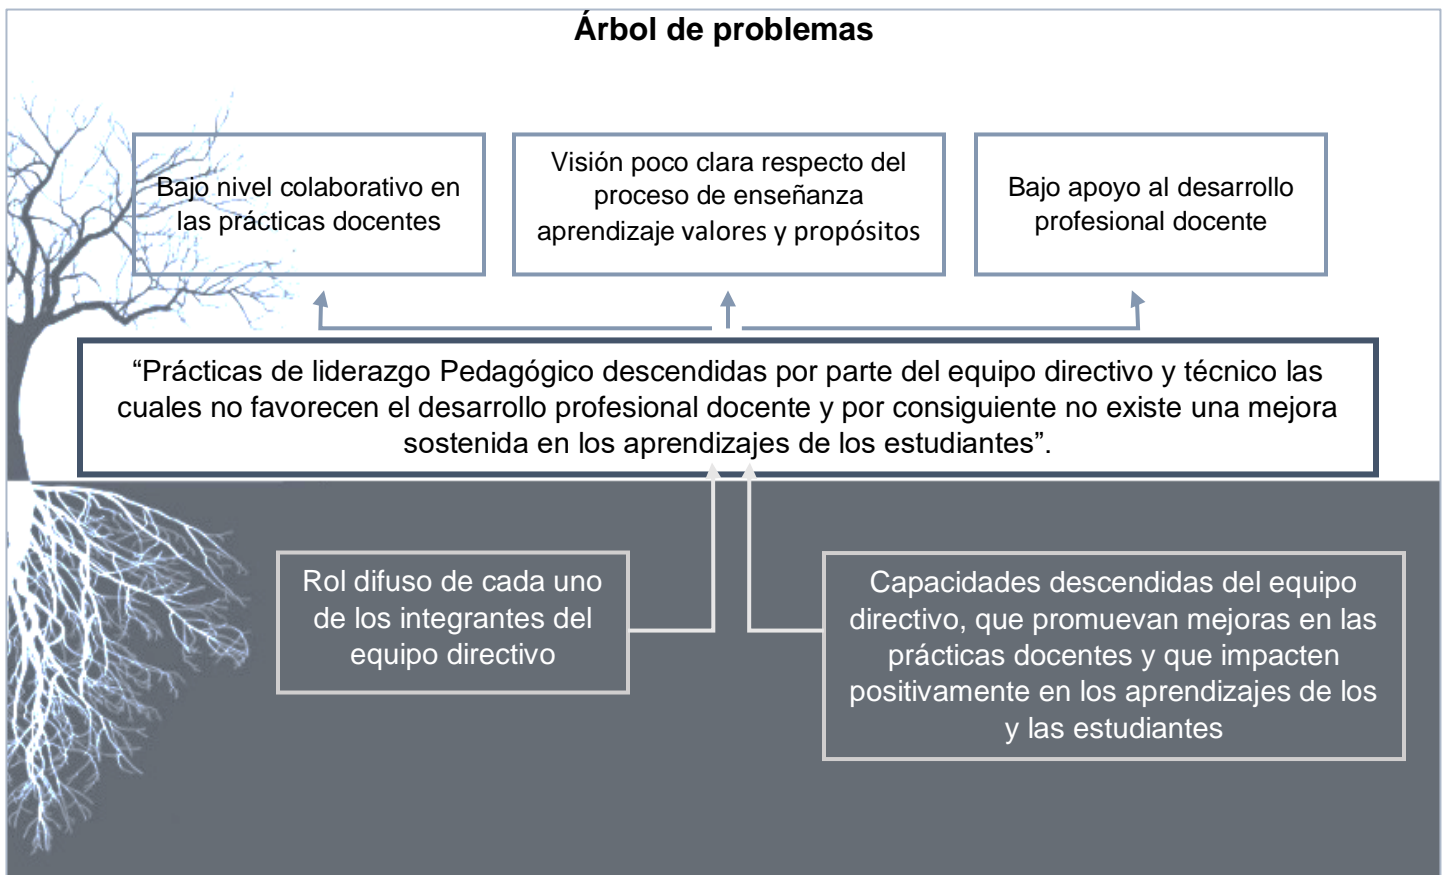 Árbol de problemas
Bajo nivel colaborativo en
las prácticas docentes
Visión poco clara respecto del
proceso de enseñanza
aprendizaje valores y propósitos
Bajo apoyo al desarrollo
profesional docente
“Prácticas de liderazgo Pedagógico descendidas por parte del equipo directivo y técnico las
cuales no favorecen el desarrollo profesional docente y por consiguiente no existe una mejora
sostenida en los aprendizajes de los estudiantes”.
Rol difuso de cada uno
de los integrantes del
equipo directivo
Capacidades descendidas del equipo
directivo, que promuevan mejoras en las
prácticas docentes y que impacten
positivamente en los aprendizajes de los
y las estudiantes